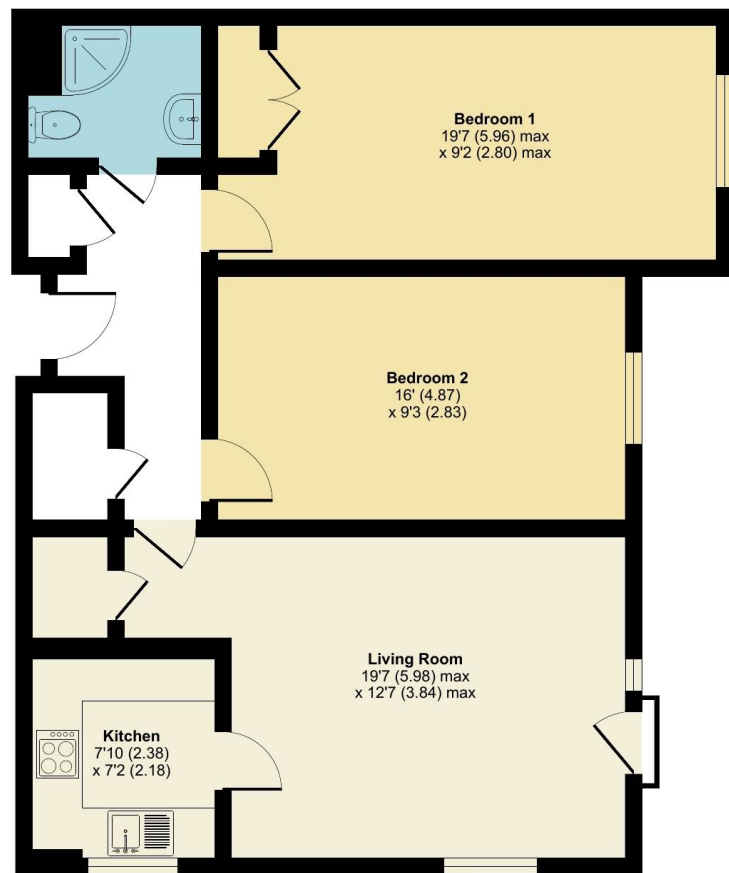 Bedroom 1
19'7 (5.96) max
x 9'2 (2.80) max
Bedroom 2
16' (4.87)
x 9'3 (2.83)
Living Room
19'7 (5.98) max
x 12'7 (3.84) max
Kitchen
7'10 (2.38)
x 7'2 (2.18)